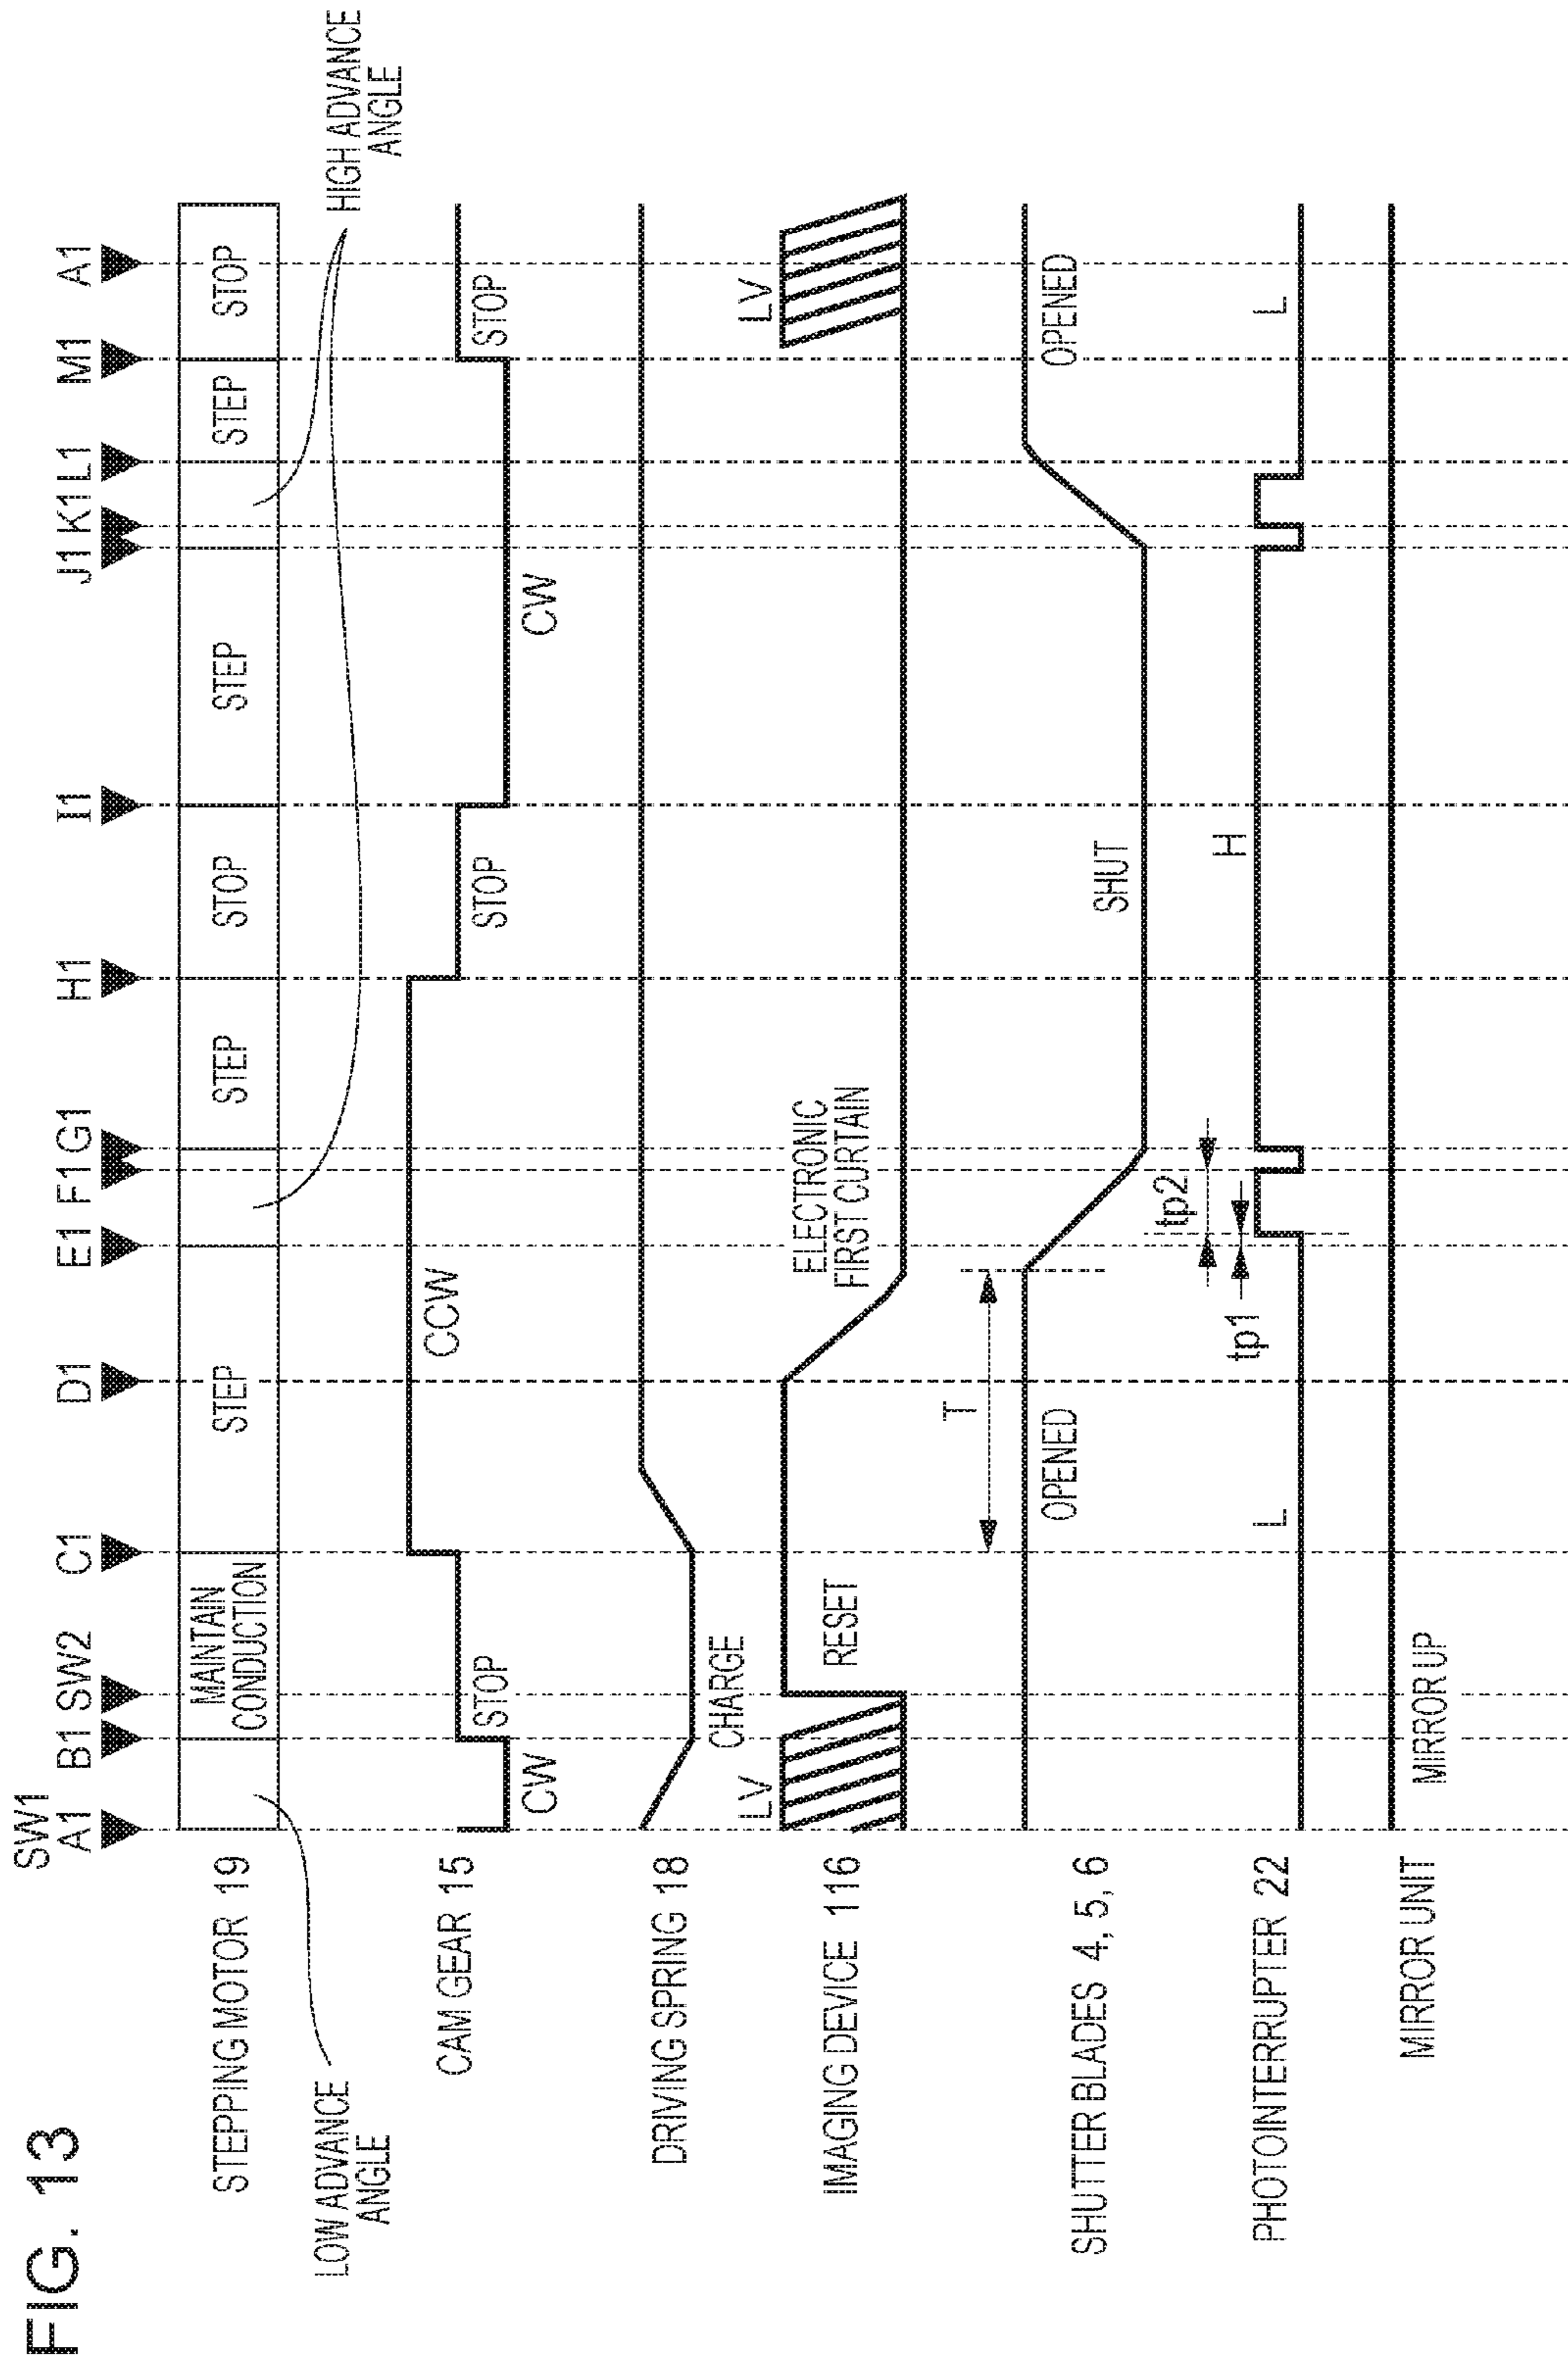 FIG. 13
SW1
A1 B1 SW2 C1 D1 E1 F1 G1 H1 I1 J1 K1 L1 M1 A1
STEPPING MOTOR 19
MAINTAIN
CONDUCTION
STEP
STEP
STOP
STEP
STEP
STOP
LOW ADVANCE
ANGLE
HIGH ADVANCE
ANGLE
CAM GEAR 15
CW
STOP
CCW
STOP
CW
STOP
DRIVING SPRING 18
CHARGE
IMAGING DEVICE 116
LV
RESET
ELECTRONIC
FIRST CURTAIN
LV
SHUTTER BLADES 4, 5, 6
T
OPENED
SHUT
OPENED
PHOTOINTERRUPTER 22
L
tp1
tp2
H
L
MIRROR UNIT
MIRROR UP